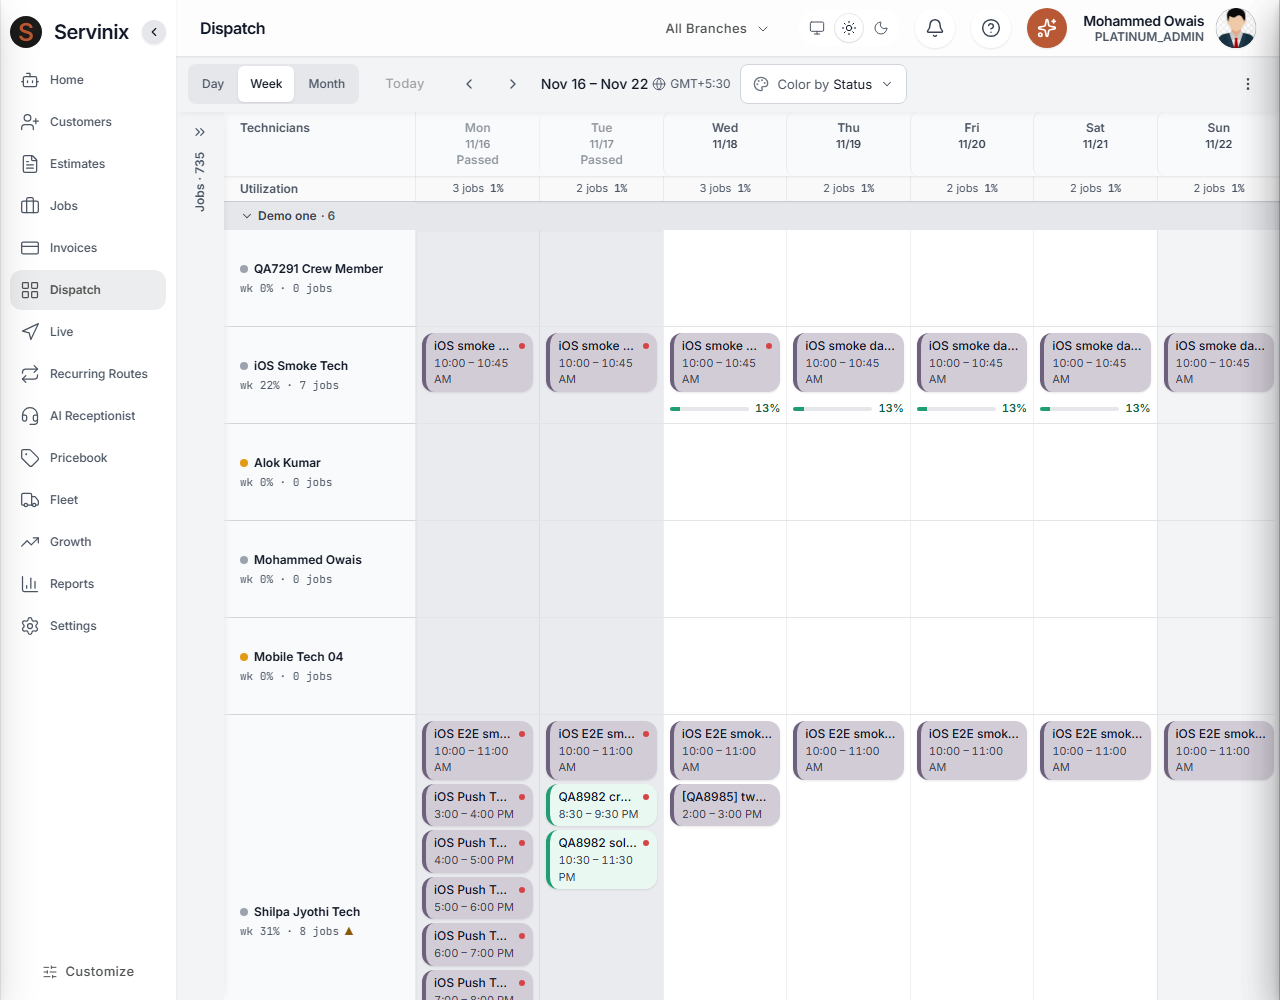 S Servinix
Dispatch
All Branches
Mohammed Owais
PLATINUM_ADMIN
Home
Customers
Estimates
Jobs
Invoices
Dispatch
Live
Recurring Routes
AI Receptionist
Pricebook
Fleet
Growth
Reports
Settings
Customize
Day Week Month Today Nov 16 – Nov 22 GMT+5:30 Color by Status
Jobs · 735
Technicians
Mon
11/16
Passed
Tue
11/17
Passed
Wed
11/18
Thu
11/19
Fri
11/20
Sat
11/21
Sun
11/22
Utilization 3 jobs 1% 2 jobs 1% 3 jobs 1% 2 jobs 1% 2 jobs 1% 2 jobs 1% 2 jobs 1%
Demo one · 6
QA7291 Crew Member
wk 0% · 0 jobs
iOS Smoke Tech
wk 22% · 7 jobs
iOS smoke ...
10:00 – 10:45
AM
iOS smoke ...
10:00 – 10:45
AM
iOS smoke ...
10:00 – 10:45
AM
13%
iOS smoke da...
10:00 – 10:45
AM
13%
iOS smoke da...
10:00 – 10:45
AM
13%
iOS smoke da...
10:00 – 10:45
AM
13%
iOS smoke da...
10:00 – 10:45
AM
Alok Kumar
wk 0% · 0 jobs
Mohammed Owais
wk 0% · 0 jobs
Mobile Tech 04
wk 0% · 0 jobs
Shilpa Jyothi Tech
wk 31% · 8 jobs
iOS E2E sm...
10:00 – 11:00
AM
iOS Push T...
3:00 – 4:00 PM
iOS Push T...
4:00 – 5:00 PM
iOS Push T...
5:00 – 6:00 PM
iOS Push T...
6:00 – 7:00 PM
iOS Push T...
7:00 – 8:00 PM
iOS E2E sm...
10:00 – 11:00
AM
QA8982 cr...
8:30 – 9:30 PM
QA8982 sol...
10:30 – 11:30
PM
iOS E2E smok...
10:00 – 11:00
AM
[QA8985] tw...
2:00 – 3:00 PM
iOS E2E smok...
10:00 – 11:00
AM
iOS E2E smok...
10:00 – 11:00
AM
iOS E2E smok...
10:00 – 11:00
AM
iOS E2E smok...
10:00 – 11:00
AM